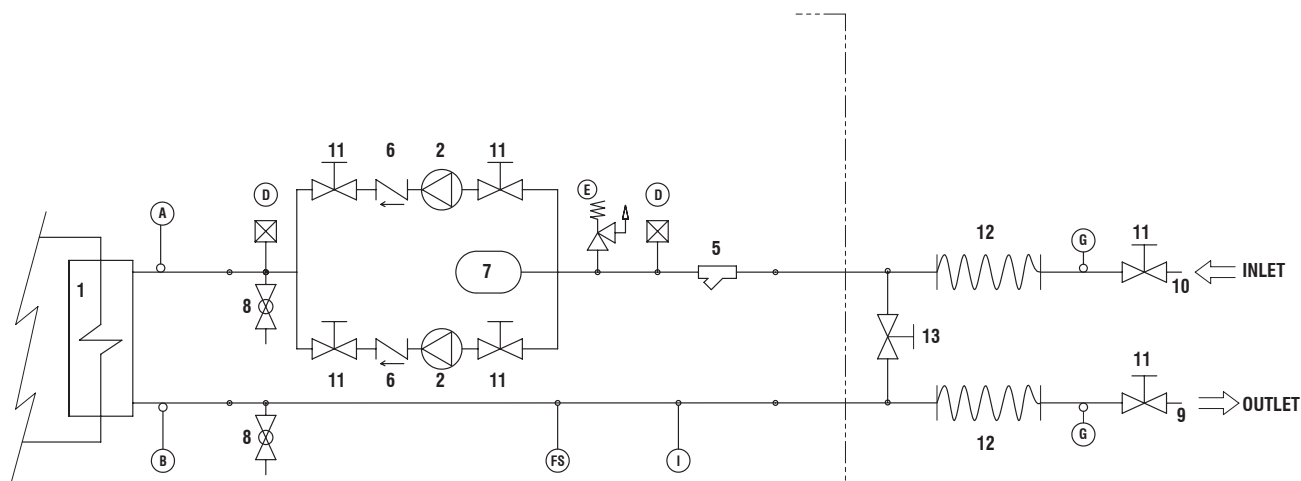 11 6 2 11
D E D
A 5 12 G 11
7 10 INLET
1 8
13
11 6 2 11
11
9 OUTLET
8 12 G
B FS I